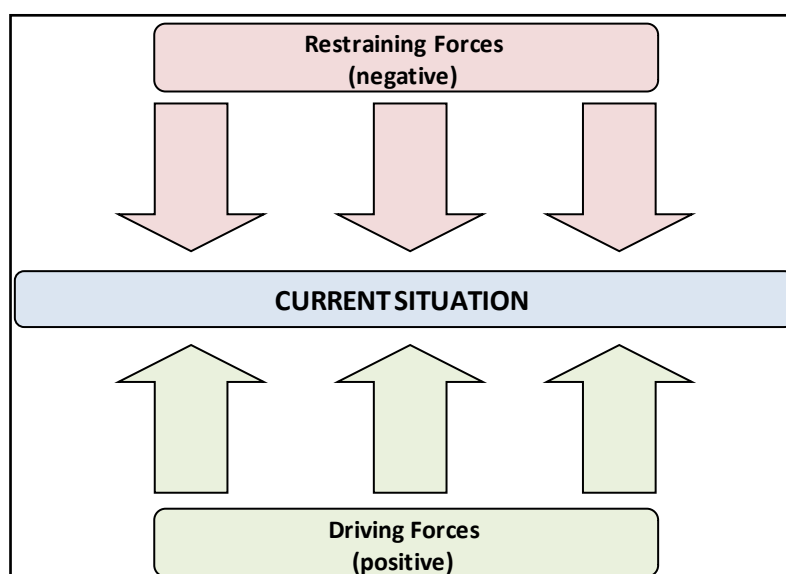 Restraining Forces
(negative)
CURRENT SITUATION
Driving Forces
(positive)